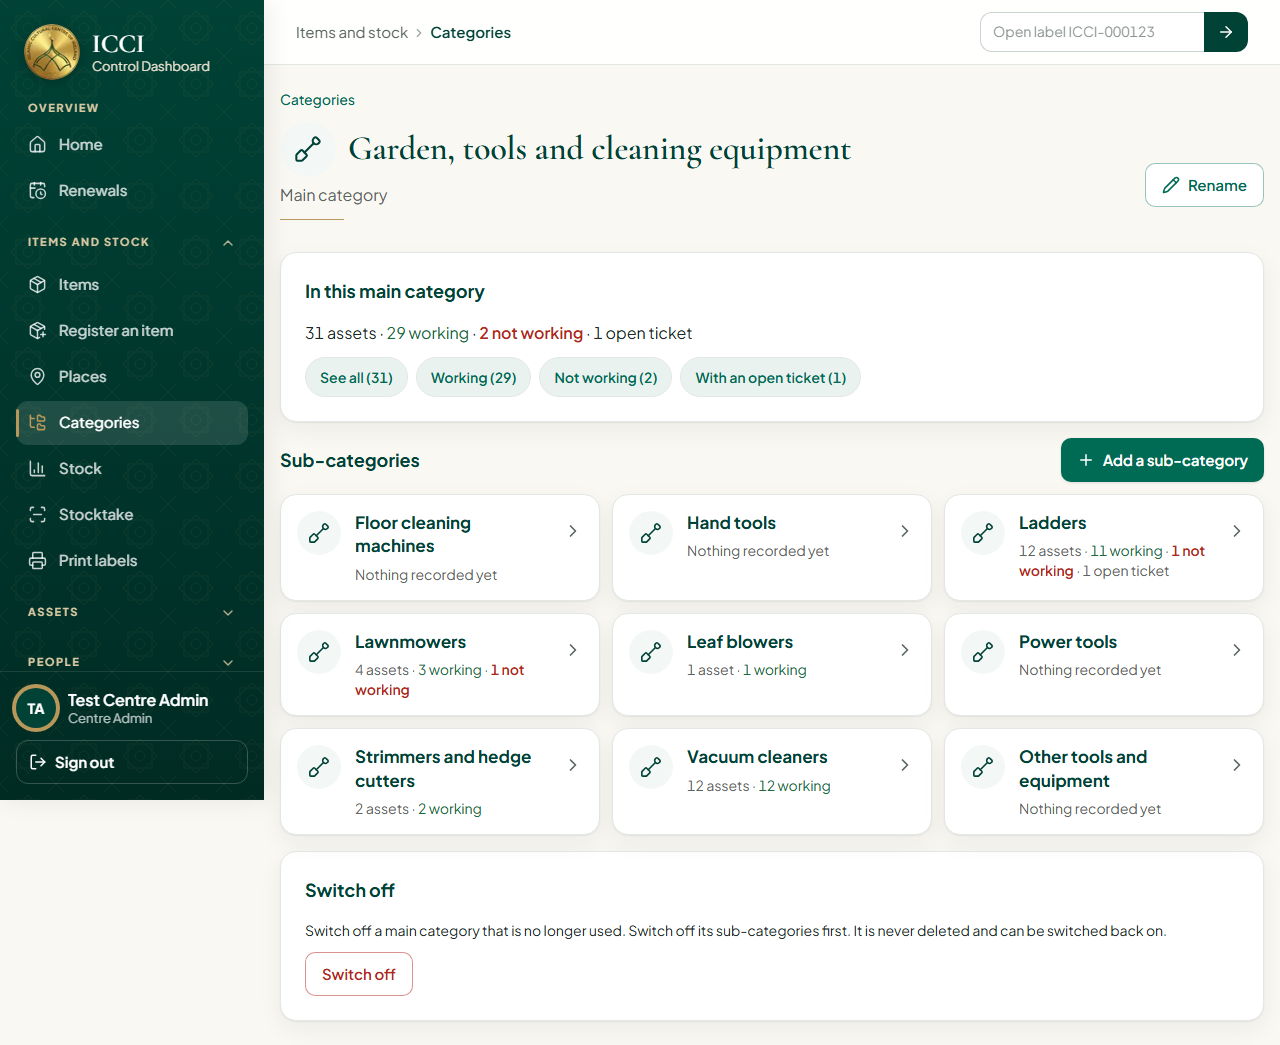 ICCI
Control Dashboard
OVERVIEW
Home
Renewals
ITEMS AND STOCK
Items
Register an item
Places
Categories
Stock
Stocktake
Print labels
ASSETS
PEOPLE
TA
Test Centre Admin
Centre Admin
Sign out
Items and stock > Categories
Open label ICCI-000123
Categories
Garden, tools and cleaning equipment
Main category
Rename
In this main category
31 assets · 29 working · 2 not working · 1 open ticket
See all (31)
Working (29)
Not working (2)
With an open ticket (1)
Sub-categories
+ Add a sub-category
Floor cleaning
machines
Nothing recorded yet
Hand tools
Nothing recorded yet
Ladders
12 assets · 11 working · 1 not
working · 1 open ticket
Lawnmowers
4 assets · 3 working · 1 not
working
Leaf blowers
1 asset · 1 working
Power tools
Nothing recorded yet
Strimmers and hedge
cutters
2 assets · 2 working
Vacuum cleaners
12 assets · 12 working
Other tools and
equipment
Nothing recorded yet
Switch off
Switch off a main category that is no longer used. Switch off its sub-categories first. It is never deleted and can be switched back on.
Switch off